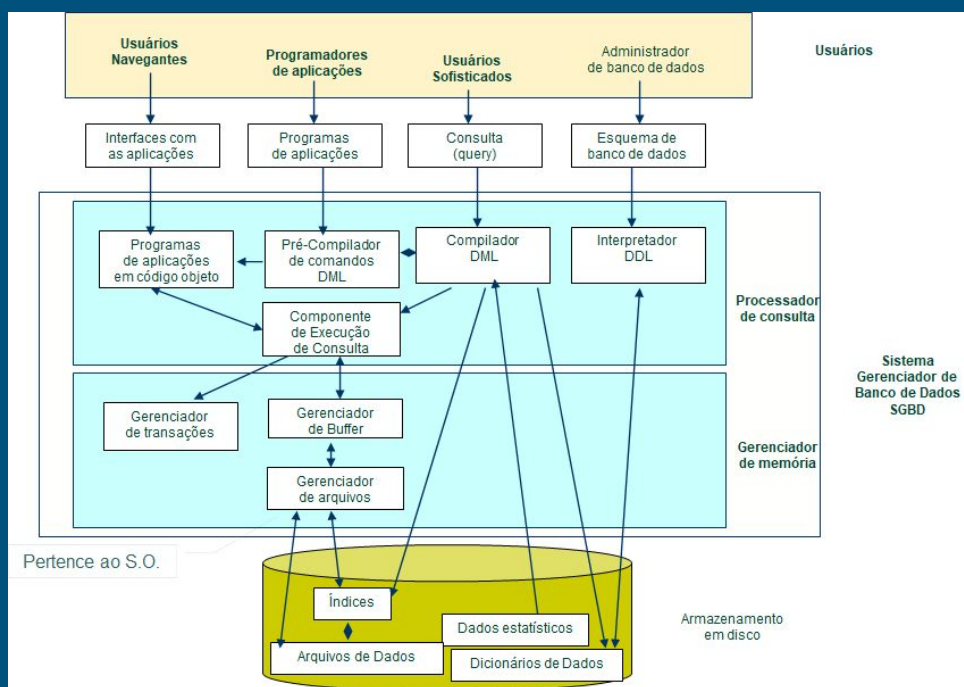 Usuários
Navegantes
Programadores
de aplicações
Usuários
Sofisticados
Administrador
de banco de dados
Usuários
Interfaces com
as aplicações
Programas
de aplicações
Consulta
(query)
Esquema de
banco de dados
Programas
de aplicações
em código objeto
Pré-Compilador
de comandos
DML
Compilador
DML
Interpretador
DDL
Componente
de Execução
de Consulta
Processador
de consulta
Sistema
Gerenciador de
Banco de Dados
SGBD
Gerenciador
de transações
Gerenciador
de Buffer
Gerenciador
de arquivos
Gerenciador
de memória
Pertence ao S.O.
Índices
Dados estatísticos
Arquivos de Dados
Dicionários de Dados
Armazenamento
em disco